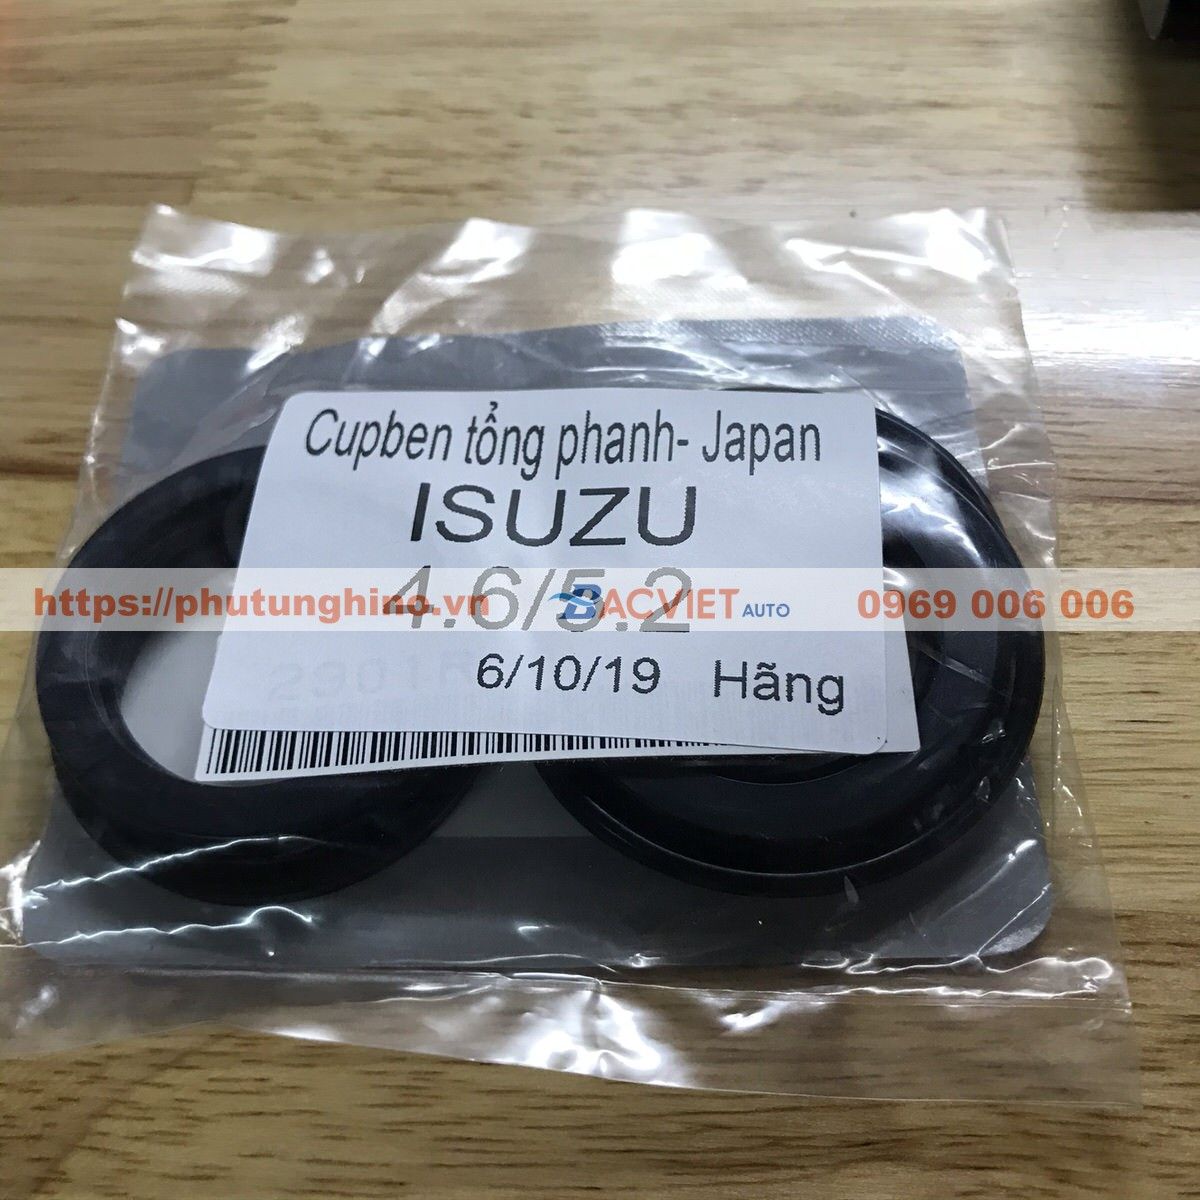 Cupben tổng phanh- Japan
ISUZU
4.6/5.2
https://phutunghino.vn BACVIET AUTO 0969 006 006
6/10/19 Hãng